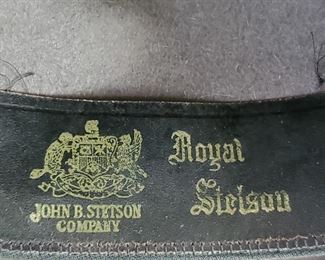 Royal
Stetson
JOHN B. STETSON
COMPANY